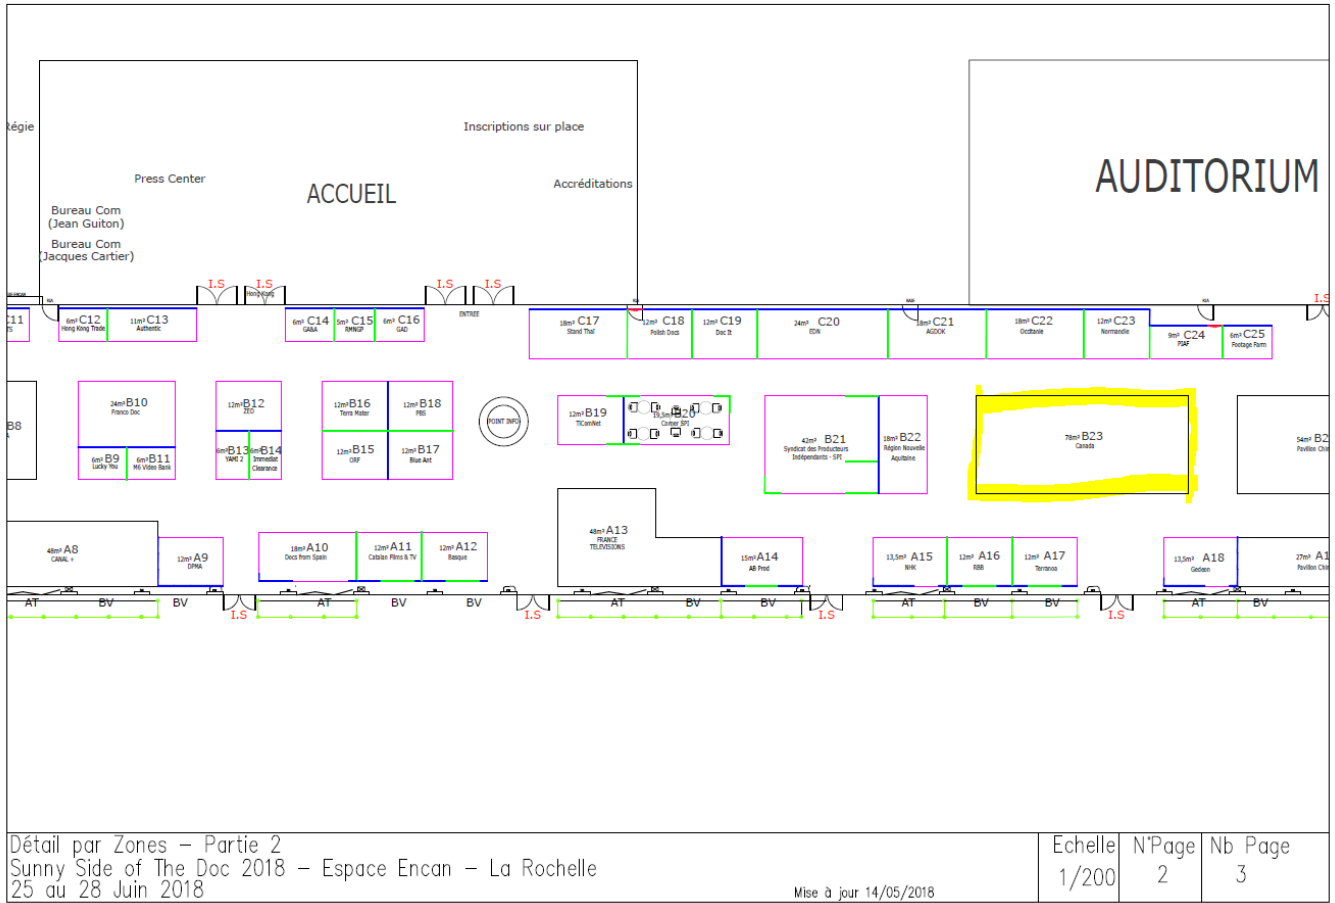 Régie
Inscriptions sur place
Press Center
ACCUEIL
Accréditations
AUDITORIUM
Bureau Com
(Jean Guiton)
Bureau Com
(Jacques Cartier)
I.S
I.S
Hong Kong
I.S
I.S
I.S
ENTREE
C11
6m² C12
Hong Kong Trade
11m² C13
Authentic
6m² C14
GABA
5m² C15
RMNGP
6m² C16
GAD
18m² C17
Stand Thaï
12m² C18
Polish Docs
12m² C19
Doc It
24m² C20
EDN
18m² C21
AGDOK
18m² C22
Occitanie
12m² C23
Normandie
9m² C24
PIAF
6m² C25
Footage Farm
B8
24m² B10
Franco Doc
6m² B9
Lucky You
6m² B11
M6 Video Bank
12m² B12
ZED
6m² B13
YAMI 2
6m² B14
Immediat
Clearance
12m² B16
Terra Mater
12m² B18
PBS
12m² B15
ORF
12m² B17
Blue Ant
POINT INFO
12m² B19
TiComNet
19,5m² B20
Corner SPI
42m² B21
Syndicat des Producteurs
Indépendants - SPI
18m² B22
Région Nouvelle
Aquitaine
78m² B23
Canada
54m² B2
Pavillon Chin
48m² A8
CANAL +
12m² A9
DPMA
18m² A10
Docs from Spain
12m² A11
Catalan Films & TV
12m² A12
Basque
48m² A13
FRANCE
TELEVISIONS
15m² A14
AB Prod
13,5m² A15
NHK
12m² A16
RBB
12m² A17
Terranoa
13,5m² A18
Gedeon
27m² A1
Pavillon Chin
AT BV BV AT BV BV AT BV BV AT BV BV AT BV
I.S I.S I.S I.S
Détail par Zones – Partie 2
Sunny Side of The Doc 2018 – Espace Encan – La Rochelle
25 au 28 Juin 2018
Mise à jour 14/05/2018
Echelle
1/200
N°Page
2
Nb Page
3